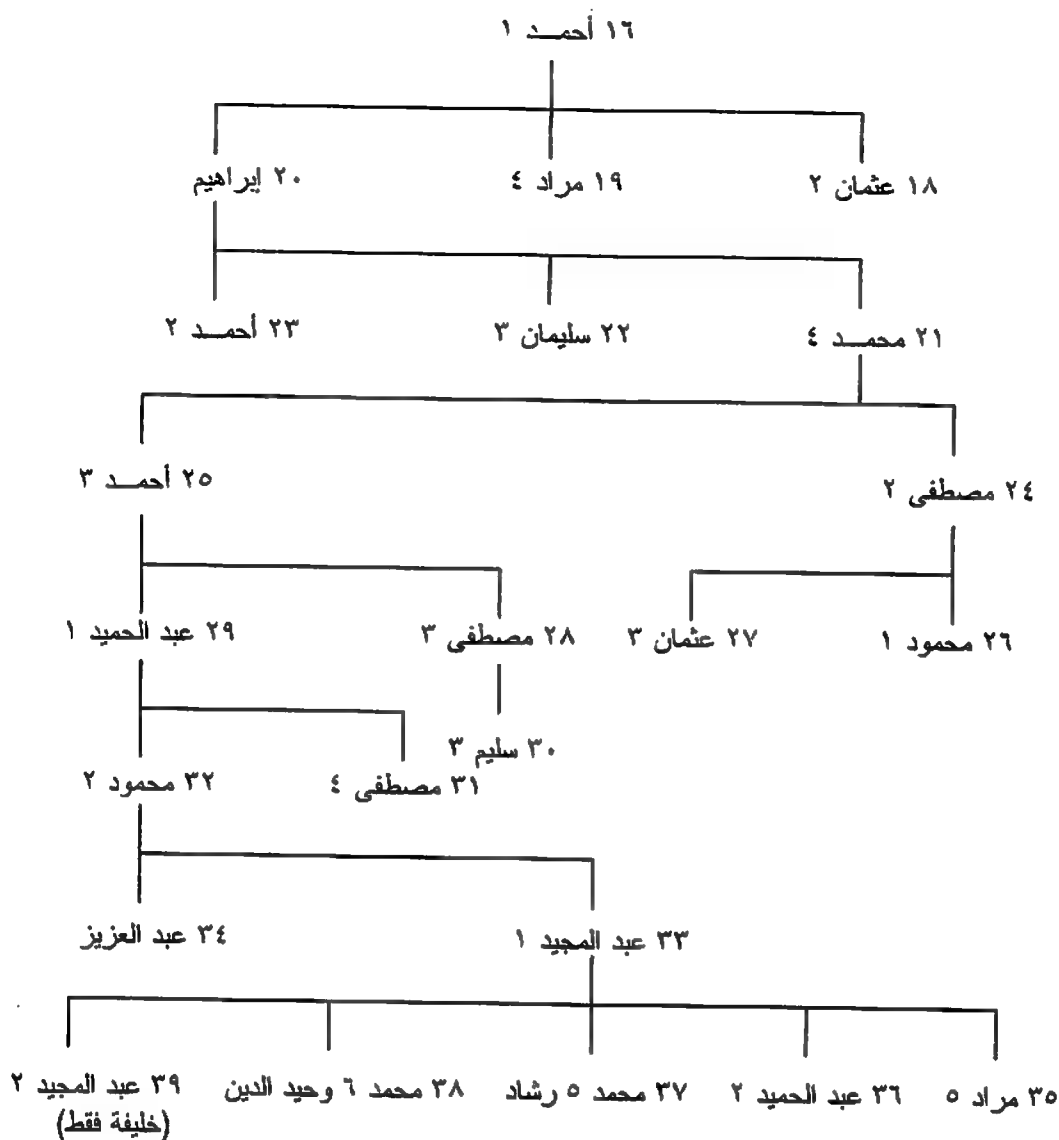 ١٦ أحمد ١
١٨ عثمان ٢
١٩ مراد ٤
٢٠ إبراهيم
٢١ محمد ٤
٢٢ سليمان ٣
٢٣ أحمد ٢
٢٤ مصطفى ٢
٢٥ أحمد ٣
٢٦ محمود ١
٢٧ عثمان ٣
٢٨ مصطفى ٣
٢٩ عبد الحميد ١
٣٠ سليم ٣
٣١ مصطفى ٤
٣٢ محمود ٢
٣٣ عبد المجيد ١
٣٤ عبد العزيز
٣٥ مراد ٥
٣٦ عبد الحميد ٢
٣٧ محمد ٥ رشاد
٣٨ محمد ٦ وحيد الدين
٣٩ عبد المجيد ٢
(خليفة فقط)